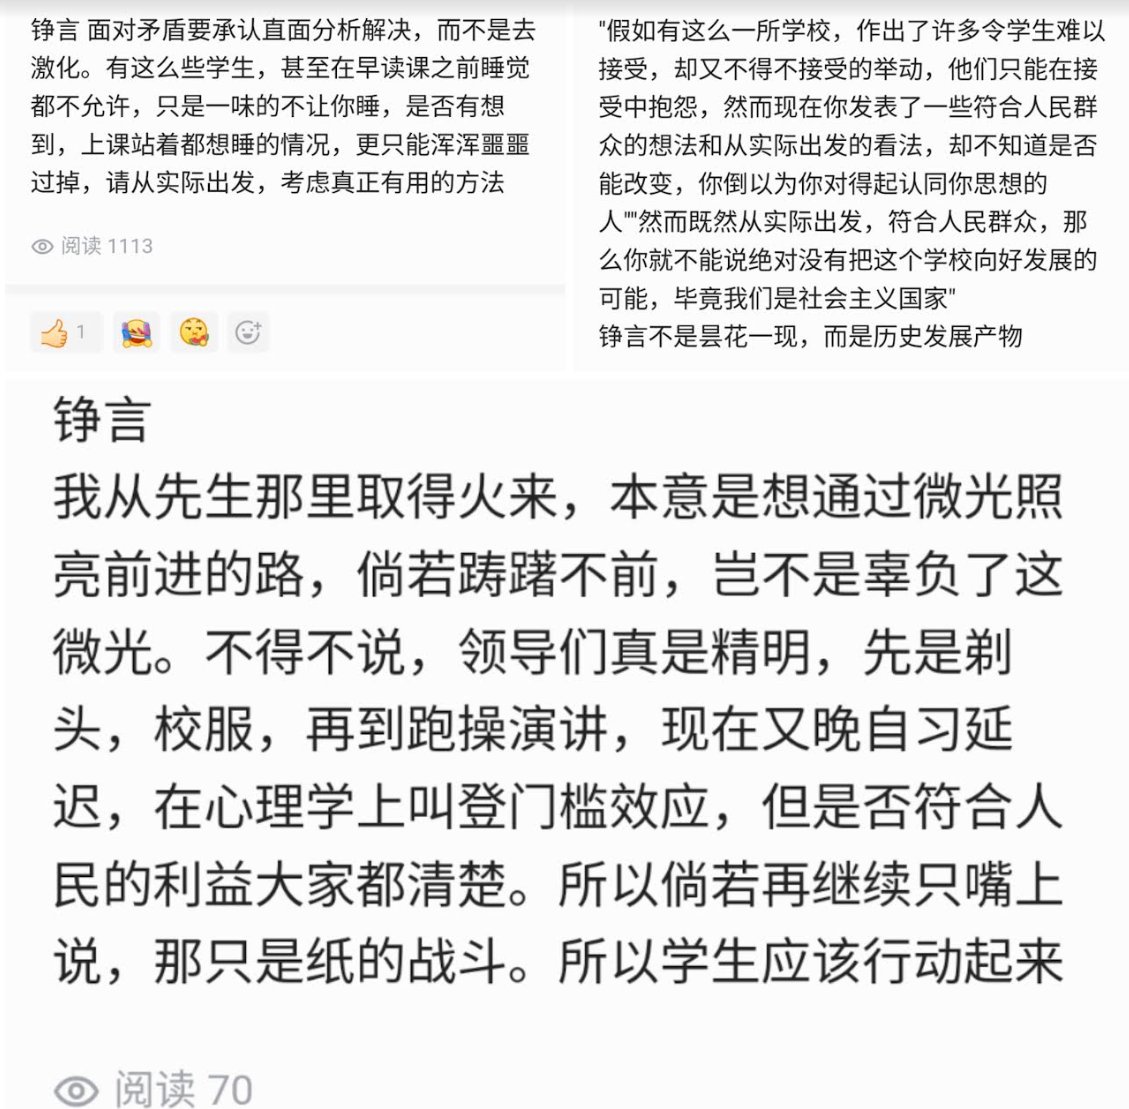 铮言 面对矛盾要承认直面分析解决，而不是去
激化。有这么些学生，甚至在早读课之前睡觉
都不允许，只是一味的不让你睡，是否有想
到，上课站着都想睡的情况，更只能浑浑噩噩
过掉，请从实际出发，考虑真正有用的方法
阅读 1113
1
"假如有这么一所学校，作出了许多令学生难以
接受，却又不得不接受的举动，他们只能在接
受中抱怨，然而现在你发表了一些符合人民群
众的想法和从实际出发的看法，却不知道是否
能改变，你倒以为你对得起认同你思想的
人""然而既然从实际出发，符合人民群众，那
么你就不能说绝对没有把这个学校向好发展的
可能，毕竟我们是社会主义国家"
铮言不是昙花一现，而是历史发展产物
铮言
我从先生那里取得火来，本意是想通过微光照
亮前进的路，倘若踌躇不前，岂不是辜负了这
微光。不得不说，领导们真是精明，先是剃
头，校服，再到跑操演讲，现在又晚自习延
迟，在心理学上叫登门槛效应，但是否符合人
民的利益大家都清楚。所以倘若再继续只嘴上
说，那只是纸的战斗。所以学生应该行动起来
阅读 70